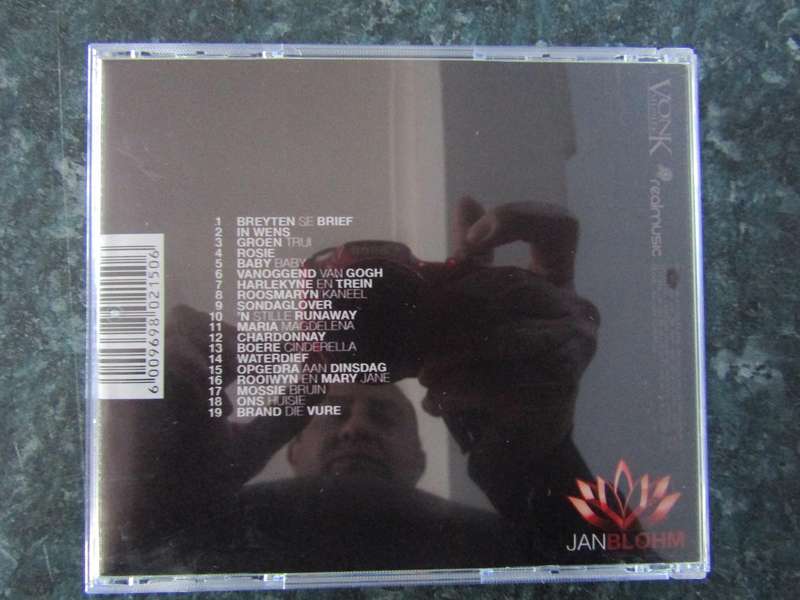 1 BREYTEN SE BRIEF
2 IN WENS
3 GROEN TRUI
4 ROSIE
5 BABY BABY
6 VANOGGEND VAN GOGH
7 HARLEKYNE EN TREIN
8 ROOSMARYN KANEEL
9 SONDAGLOVER
10 'N STILLE RUNAWAY
11 MARIA MAGDELENA
12 CHARDONNAY
13 BOERE CINDERELLA
14 WATERDIEF
15 OPGEDRA AAN DINSDAG
16 ROOIWYN EN MARY JANE
17 MOSSIE BRUIN
18 ONS HUISIE
19 BRAND DIE VURE
6 009698 021506
VONK
realmusic
JANBLOHM